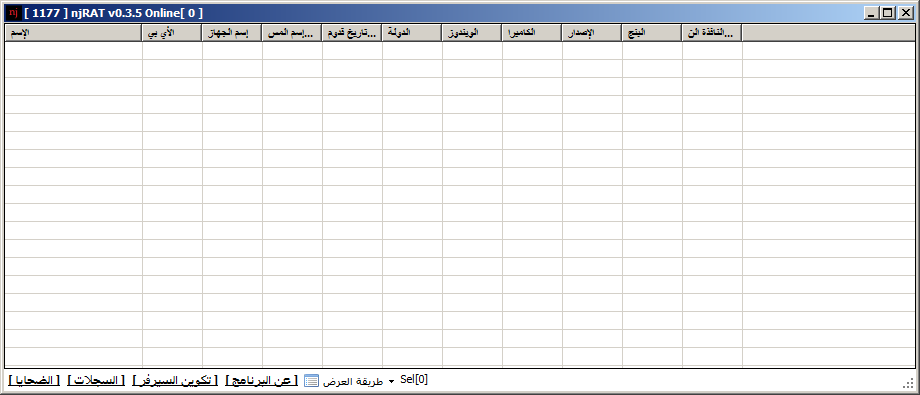 nj [ 1177 ] njRAT v0.3.5 Online[ 0 ]
الإسم الأي بي إسم الجهاز إسم المس... تاريخ قدوم... الدولة الويندوز الكاميرا الإصدار البنج النافذة الن...
[ الضحايا ] [ السجلات ] [ تكوين السيرفر ] [ عن البرنامج ] طريقة العرض Sel[0]